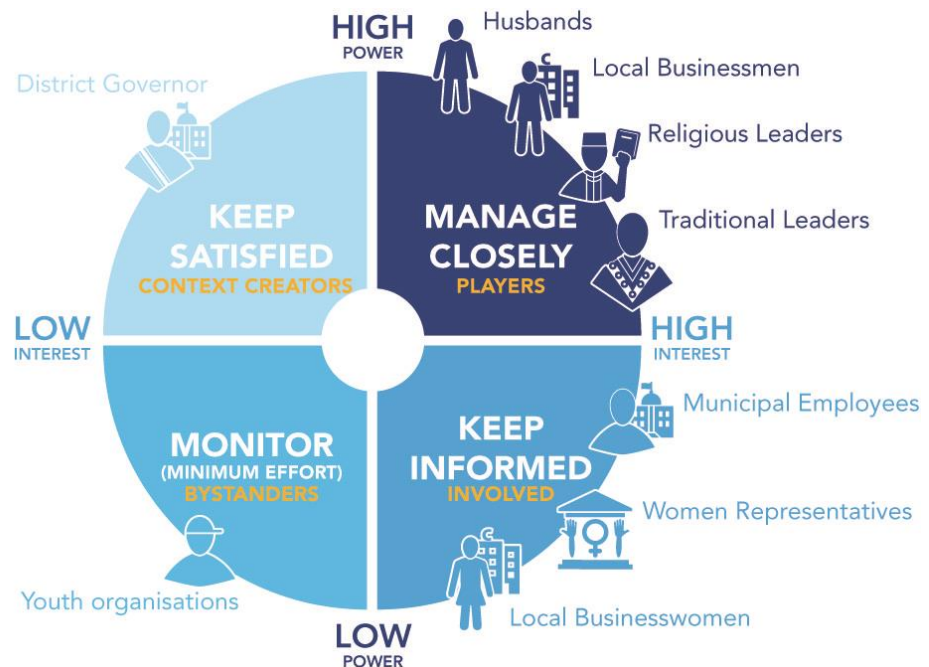 HIGH
POWER
Husbands
Local Businessmen
District Governor
Religious Leaders
Traditional Leaders
KEEP
SATISFIED
CONTEXT CREATORS
MANAGE
CLOSELY
PLAYERS
LOW
INTEREST
HIGH
INTEREST
Municipal Employees
MONITOR
(MINIMUM EFFORT)
BYSTANDERS
KEEP
INFORMED
INVOLVED
Women Representatives
Youth organisations
Local Businesswomen
LOW
POWER